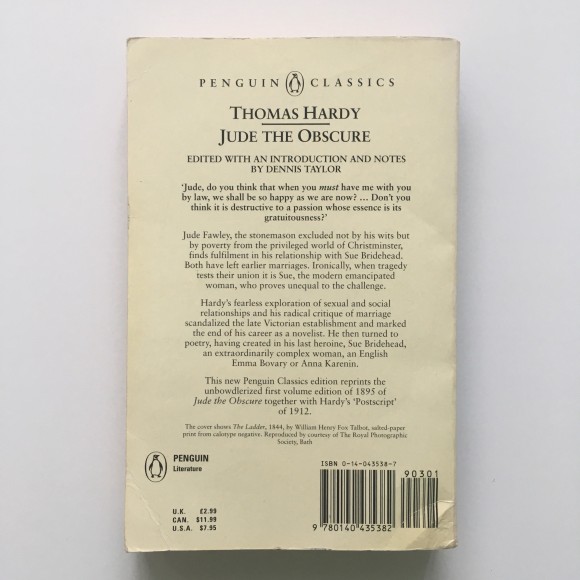 PENGUIN CLASSICS
THOMAS HARDY
JUDE THE OBSCURE
EDITED WITH AN INTRODUCTION AND NOTES
BY DENNIS TAYLOR
'Jude, do you think that when you must have me with you
by law, we shall be so happy as we are now? ... Don't you
think it is destructive to a passion whose essence is its
gratuitousness?'
Jude Fawley, the stonemason excluded not by his wits but
by poverty from the privileged world of Christminster,
finds fulfilment in his relationship with Sue Bridehead.
Both have left earlier marriages. Ironically, when tragedy
tests their union it is Sue, the modern emancipated
woman, who proves unequal to the challenge.
Hardy's fearless exploration of sexual and social
relationships and his radical critique of marriage
scandalized the late Victorian establishment and marked
the end of his career as a novelist. He then turned to
poetry, having created in his last heroine, Sue Bridehead,
an extraordinarily complex woman, an English
Emma Bovary or Anna Karenin.
This new Penguin Classics edition reprints the
unbowdlerized first volume edition of 1895 of
Jude the Obscure together with Hardy's 'Postscript'
of 1912.
The cover shows The Ladder, 1844, by William Henry Fox Talbot, salted-paper
print from calotype negative. Reproduced by courtesy of The Royal Photographic
Society, Bath
PENGUIN
Literature
ISBN 0-14-043538-7
90301
U.K. £2.99
CAN. $11.99
U.S.A. $7.95
9 780140 435382